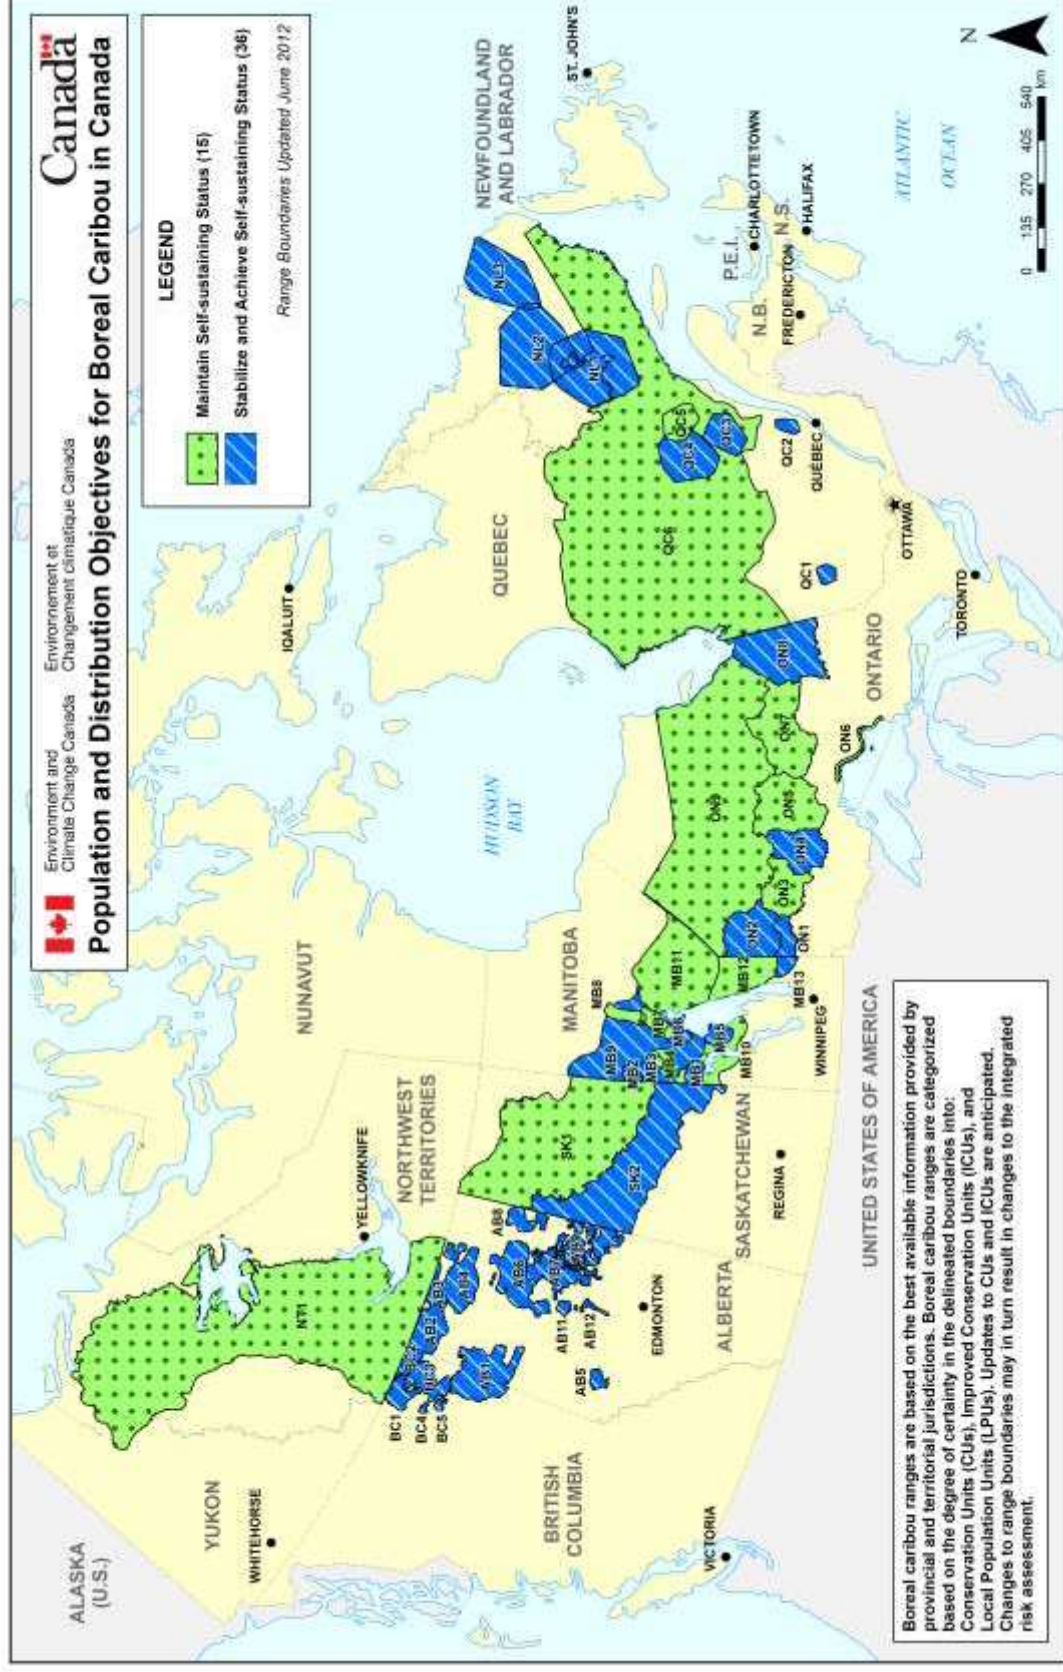 Environment and
Climate Change Canada
Environnement et
Changement climatique Canada
Canada
Population and Distribution Objectives for Boreal Caribou in Canada
LEGEND
Maintain Self-sustaining Status (15)
Stabilize and Achieve Self-sustaining Status (36)
Range Boundaries Updated June 2012
ALASKA
(U.S.)
YUKON
WHITEHORSE
NORTHWEST
TERRITORIES
YELLOWKNIFE
NUNAVUT
IQALUIT
BRITISH
COLUMBIA
VICTORIA
ALBERTA
EDMONTON
SASKATCHEWAN
REGINA
MANITOBA
WINNIPEG
HUDSON
BAY
ONTARIO
TORONTO
OTTAWA
QUEBEC
QUÉBEC
NEWFOUNDLAND
AND LABRADOR
ST. JOHN'S
P.E.I.
CHARLOTTETOWN
N.B.
FREDERICTON
N.S.
HALIFAX
ATLANTIC
OCEAN
UNITED STATES OF AMERICA
NT1
BC1
BC2
BC3
BC4
BC5
AB1
AB2
AB3
AB4
AB5
AB6
AB7
AB8
AB11
AB12
SK1
SK2
MB1
MB2
MB3
MB4
MB5
MB6
MB7
MB8
MB9
MB10
MB11
MB12
MB13
ON1
ON2
ON3
ON4
ON5
ON6
ON7
ON8
ON9
QC1
QC2
QC3
QC4
QC5
QC6
NL1
NL2
NL3
N
0 135 270 405 540
km
Boreal caribou ranges are based on the best available information provided by
provincial and territorial jurisdictions. Boreal caribou ranges are categorized
based on the degree of certainty in the delineated boundaries into:
Conservation Units (CUs), Improved Conservation Units (ICUs), and
Local Population Units (LPUs). Updates to CUs and ICUs are anticipated.
Changes to range boundaries may in turn result in changes to the integrated
risk assessment.